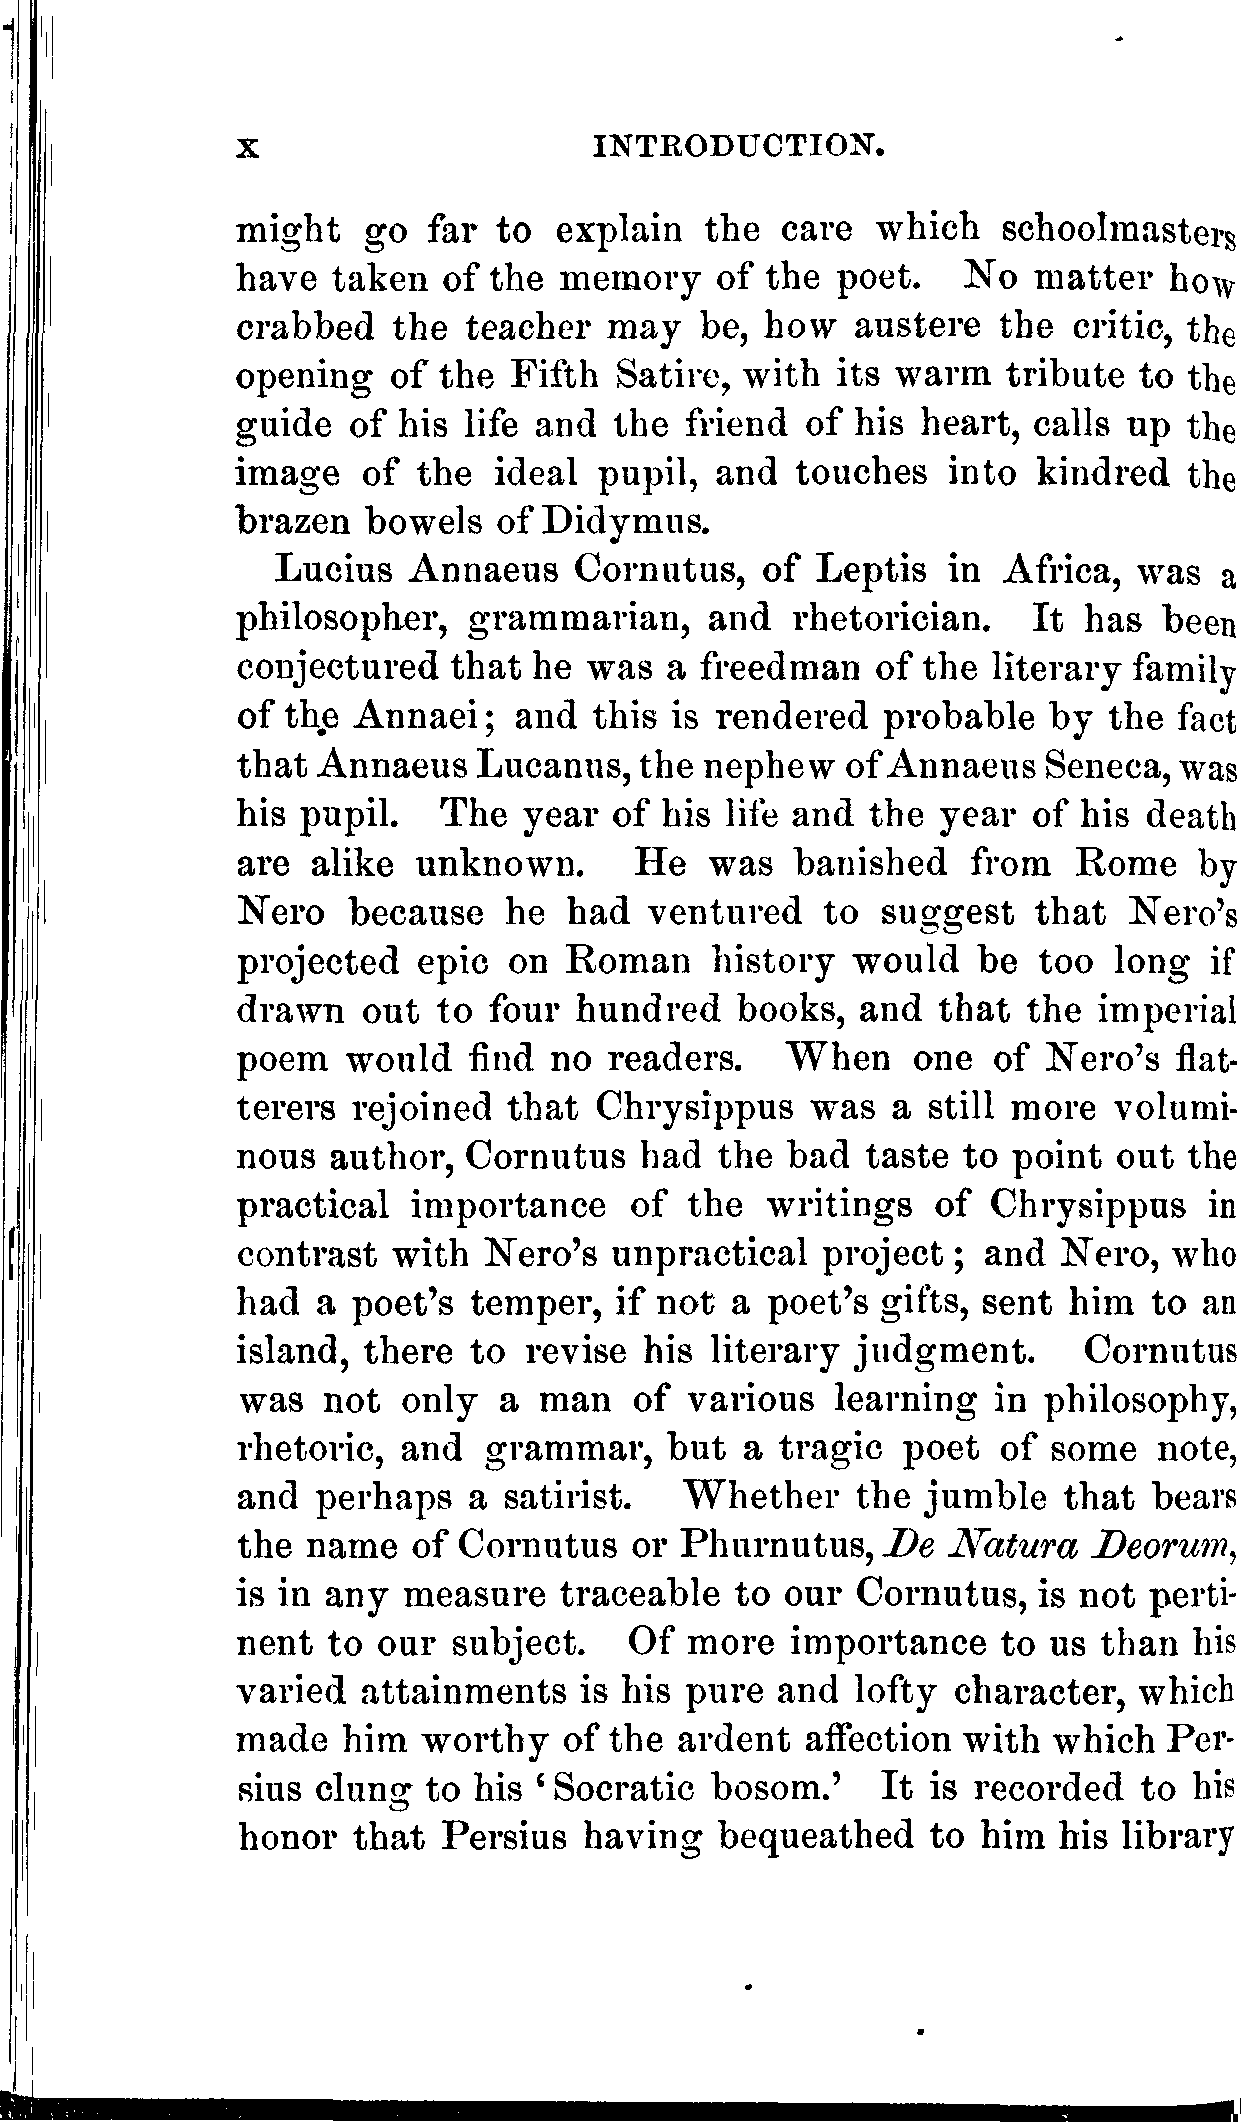 x INTRODUCTION.
might go far to explain the care which schoolmasters
have taken of the memory of the poet. No matter how
crabbed the teacher may be, how austere the critic, the
opening of the Fifth Satire, with its warm tribute to the
guide of his life and the friend of his heart, calls up the
image of the ideal pupil, and touches into kindred the
brazen bowels of Didymus.
Lucius Annaeus Cornutus, of Leptis in Africa, was a
philosopher, grammarian, and rhetorician. It has been
conjectured that he was a freedman of the literary family
of the Annaei; and this is rendered probable by the fact
that Annaeus Lucanus, the nephew of Annaeus Seneca, was
his pupil. The year of his life and the year of his death
are alike unknown. He was banished from Rome by
Nero because he had ventured to suggest that Nero's
projected epic on Roman history would be too long if
drawn out to four hundred books, and that the imperial
poem would find no readers. When one of Nero's flat-
terers rejoined that Chrysippus was a still more volumi-
nous author, Cornutus had the bad taste to point out the
practical importance of the writings of Chrysippus in
contrast with Nero's unpractical project; and Nero, who
had a poet's temper, if not a poet's gifts, sent him to an
island, there to revise his literary judgment. Cornutus
was not only a man of various learning in philosophy,
rhetoric, and grammar, but a tragic poet of some note,
and perhaps a satirist. Whether the jumble that bears
the name of Cornutus or Phurnutus, De Natura Deorum,
is in any measure traceable to our Cornutus, is not perti-
nent to our subject. Of more importance to us than his
varied attainments is his pure and lofty character, which
made him worthy of the ardent affection with which Per-
sius clung to his 'Socratic bosom.' It is recorded to his
honor that Persius having bequeathed to him his library